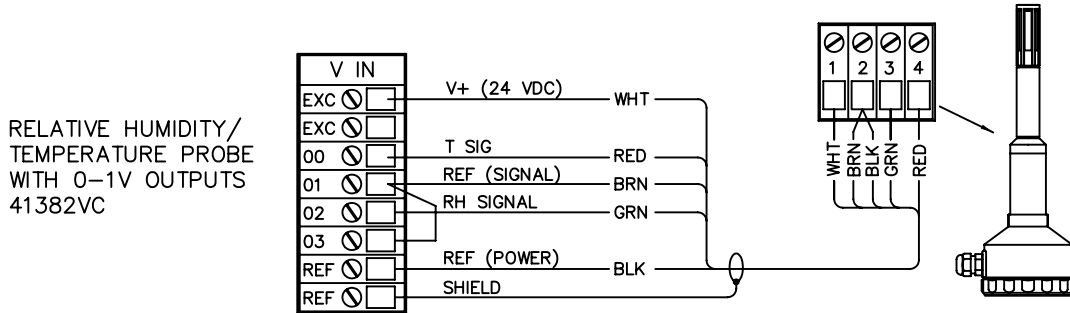 RELATIVE HUMIDITY/
TEMPERATURE PROBE
WITH 0-1V OUTPUTS
41382VC
V IN
EXC V+ (24 VDC) WHT
EXC
00 T SIG RED
01 REF (SIGNAL) BRN
02 RH SIGNAL GRN
03
REF REF (POWER) BLK
REF SHIELD
1 2 3 4
WHT BRN BLK GRN RED